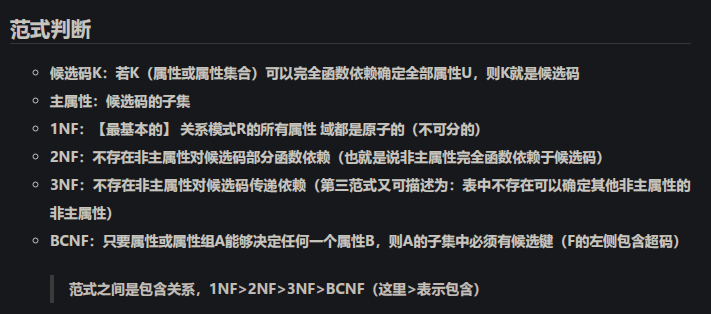 范式判断
候选码K：若K（属性或属性集合）可以完全函数依赖确定全部属性U，则K就是候选码
主属性：候选码的子集
1NF：【最基本的】 关系模式R的所有属性 域都是原子的（不可分的）
2NF：不存在非主属性对候选码部分函数依赖（也就是说非主属性完全函数依赖于候选码）
3NF：不存在非主属性对候选码传递依赖（第三范式又可描述为：表中不存在可以确定其他非主属性的
非主属性）
BCNF：只要属性或属性组A能够决定任何一个属性B，则A的子集中必须有候选键（F的左侧包含超码）
范式之间是包含关系，1NF>2NF>3NF>BCNF（这里>表示包含）